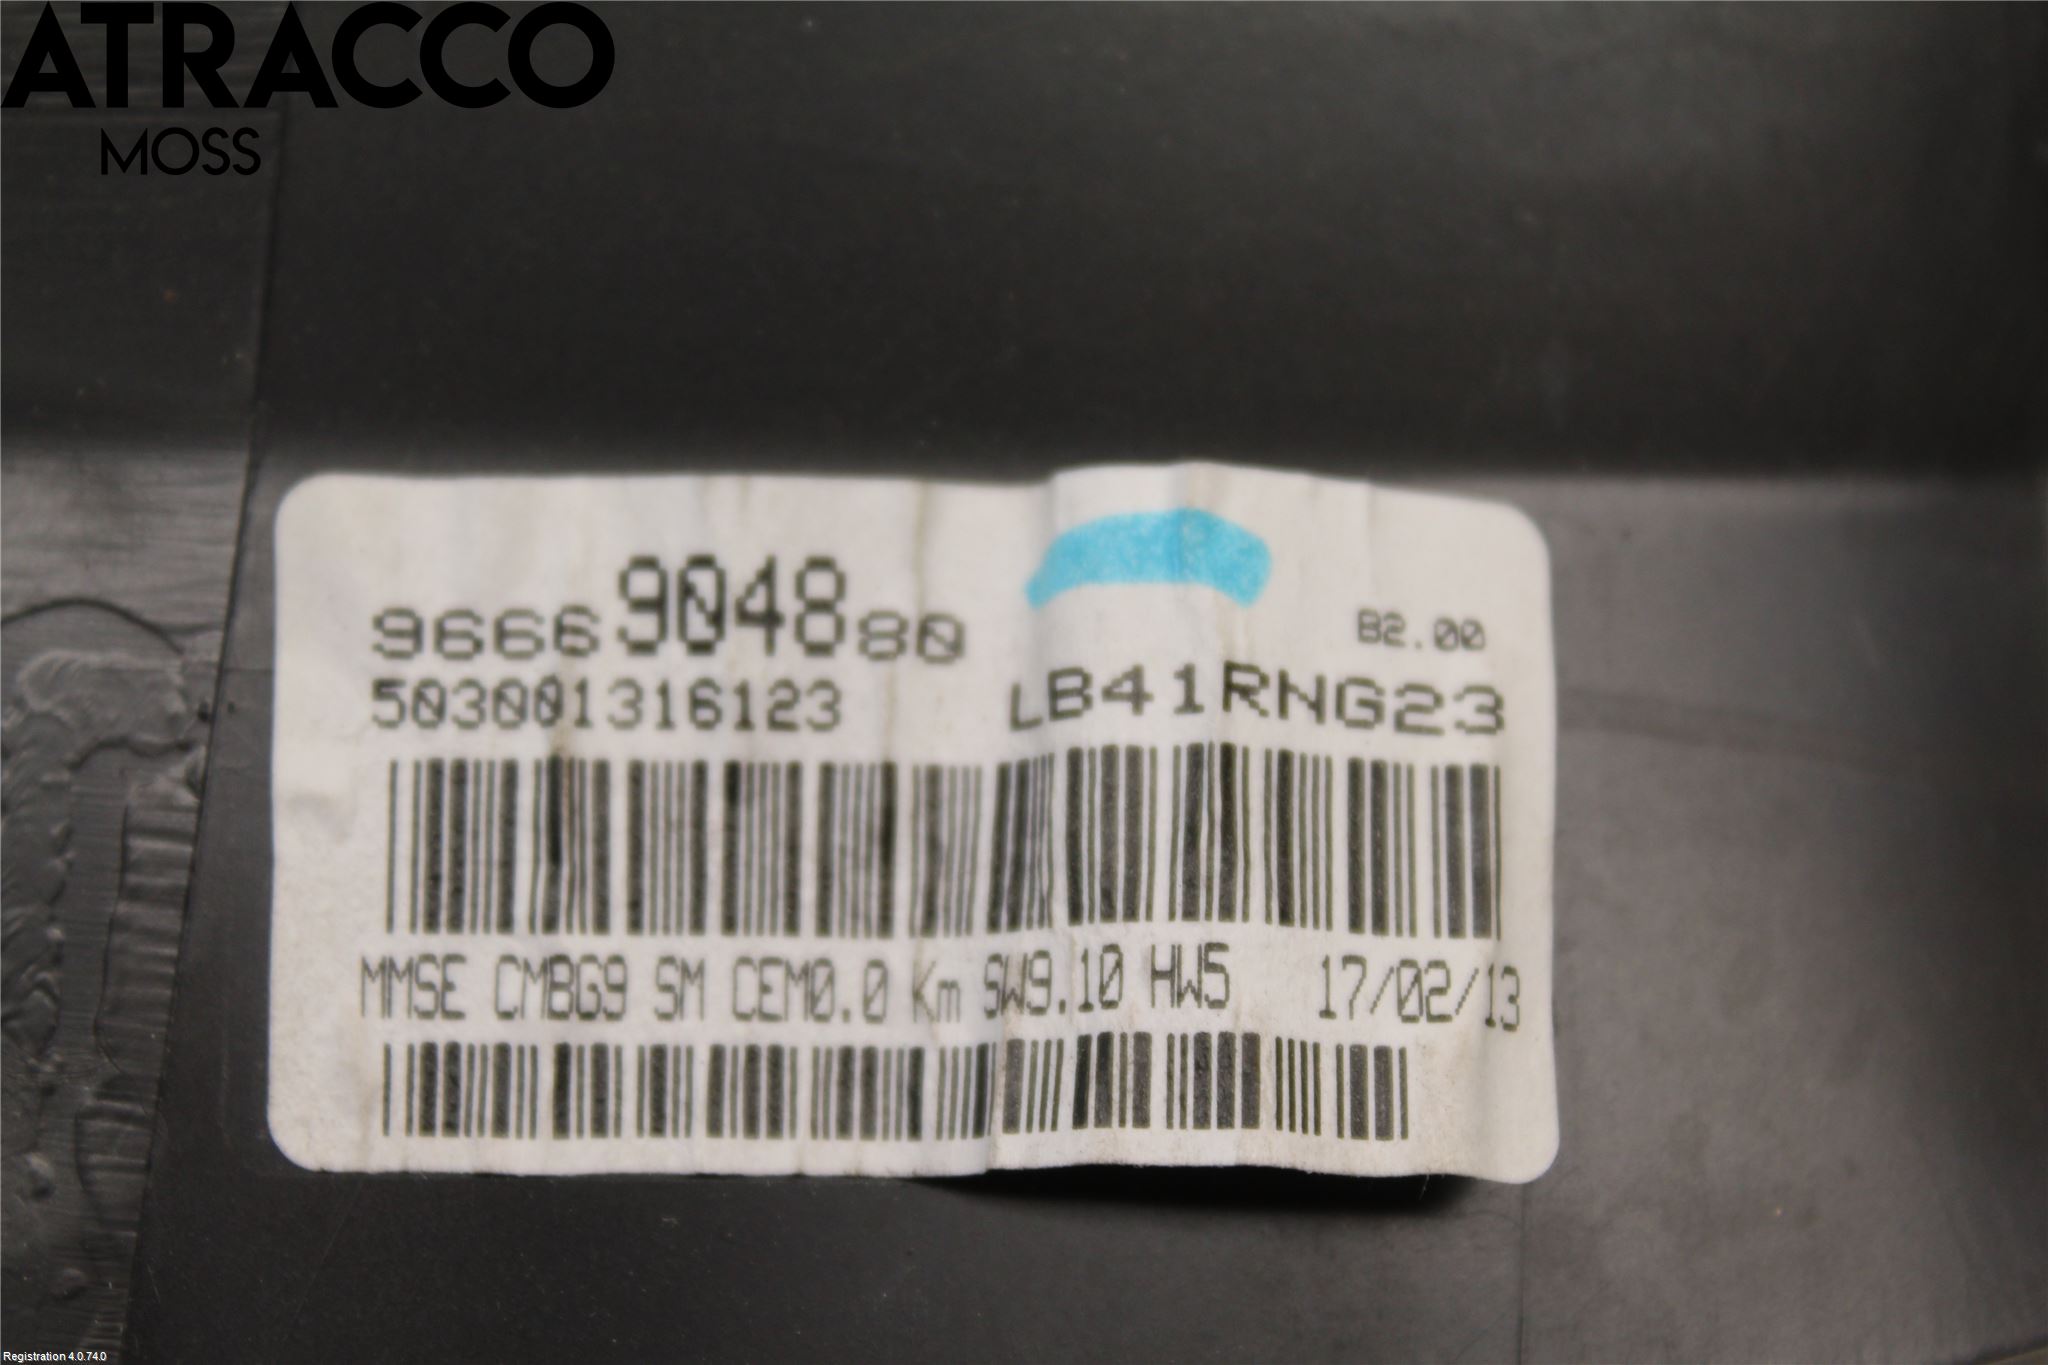 ATRACCO
MOSS
9666904880
B2.00
503001316123
LB41RNG23
MMSE CMBG9 SM CEM0.0 Km SW9.10 HW5 17/02/13
Registration 4.0.74.0